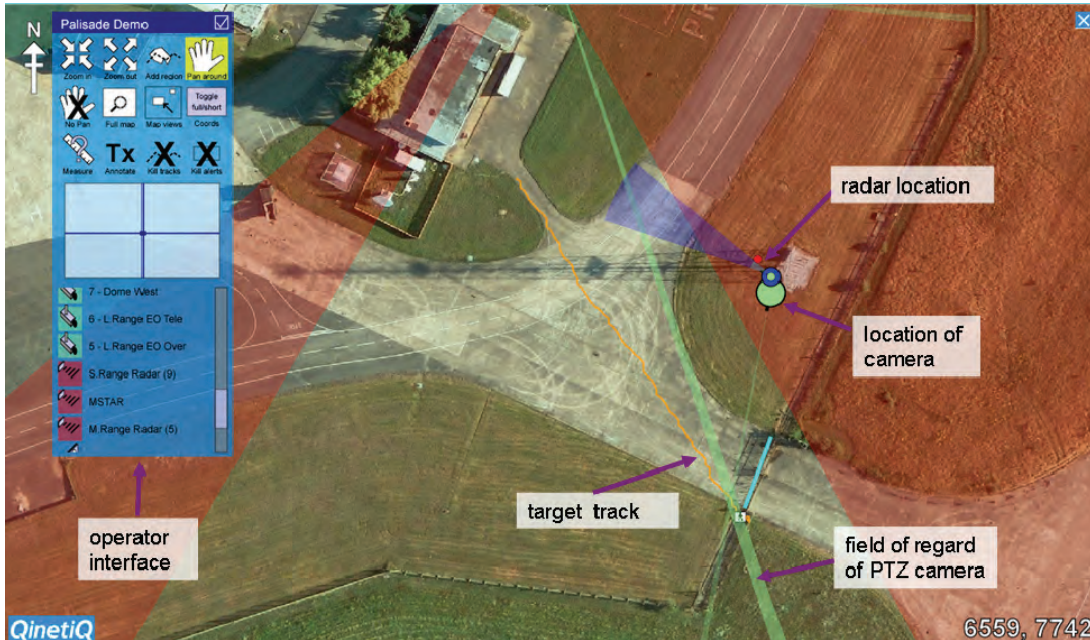 Palisade Demo
N
Zoom in Zoom out Add region Pan around
Toggle
full/short
No Pan Full map Map views Coords
Tx
Measure Annotate Kill tracks Kill alerts
7 - Dome West
6 - L Range EO Tele
5 - L Range EO Over
S Range Radar (9)
MSTAR
M Range Radar (5)
PR
radar location
location of
camera
target track
operator
interface
field of regard
of PTZ camera
QinetiQ
6559, 7742